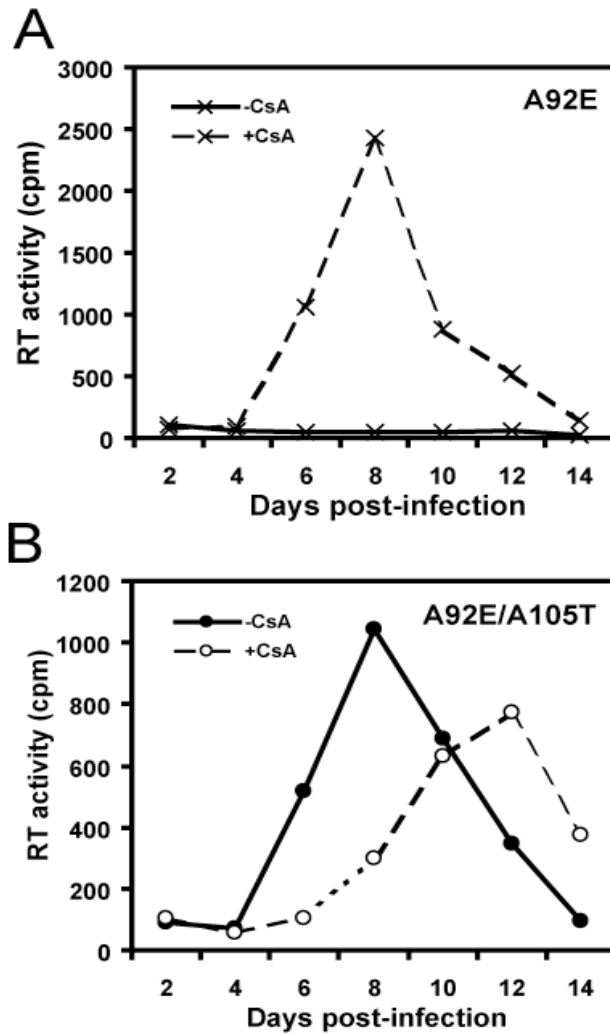 A
3000
2500
2000
1500
1000
500
0
RT activity (cpm)
-CsA
+CsA
A92E
2 4 6 8 10 12 14
Days post-infection
B
1200
1000
800
600
400
200
0
RT activity (cpm)
-CsA
+CsA
A92E/A105T
2 4 6 8 10 12 14
Days post-infection